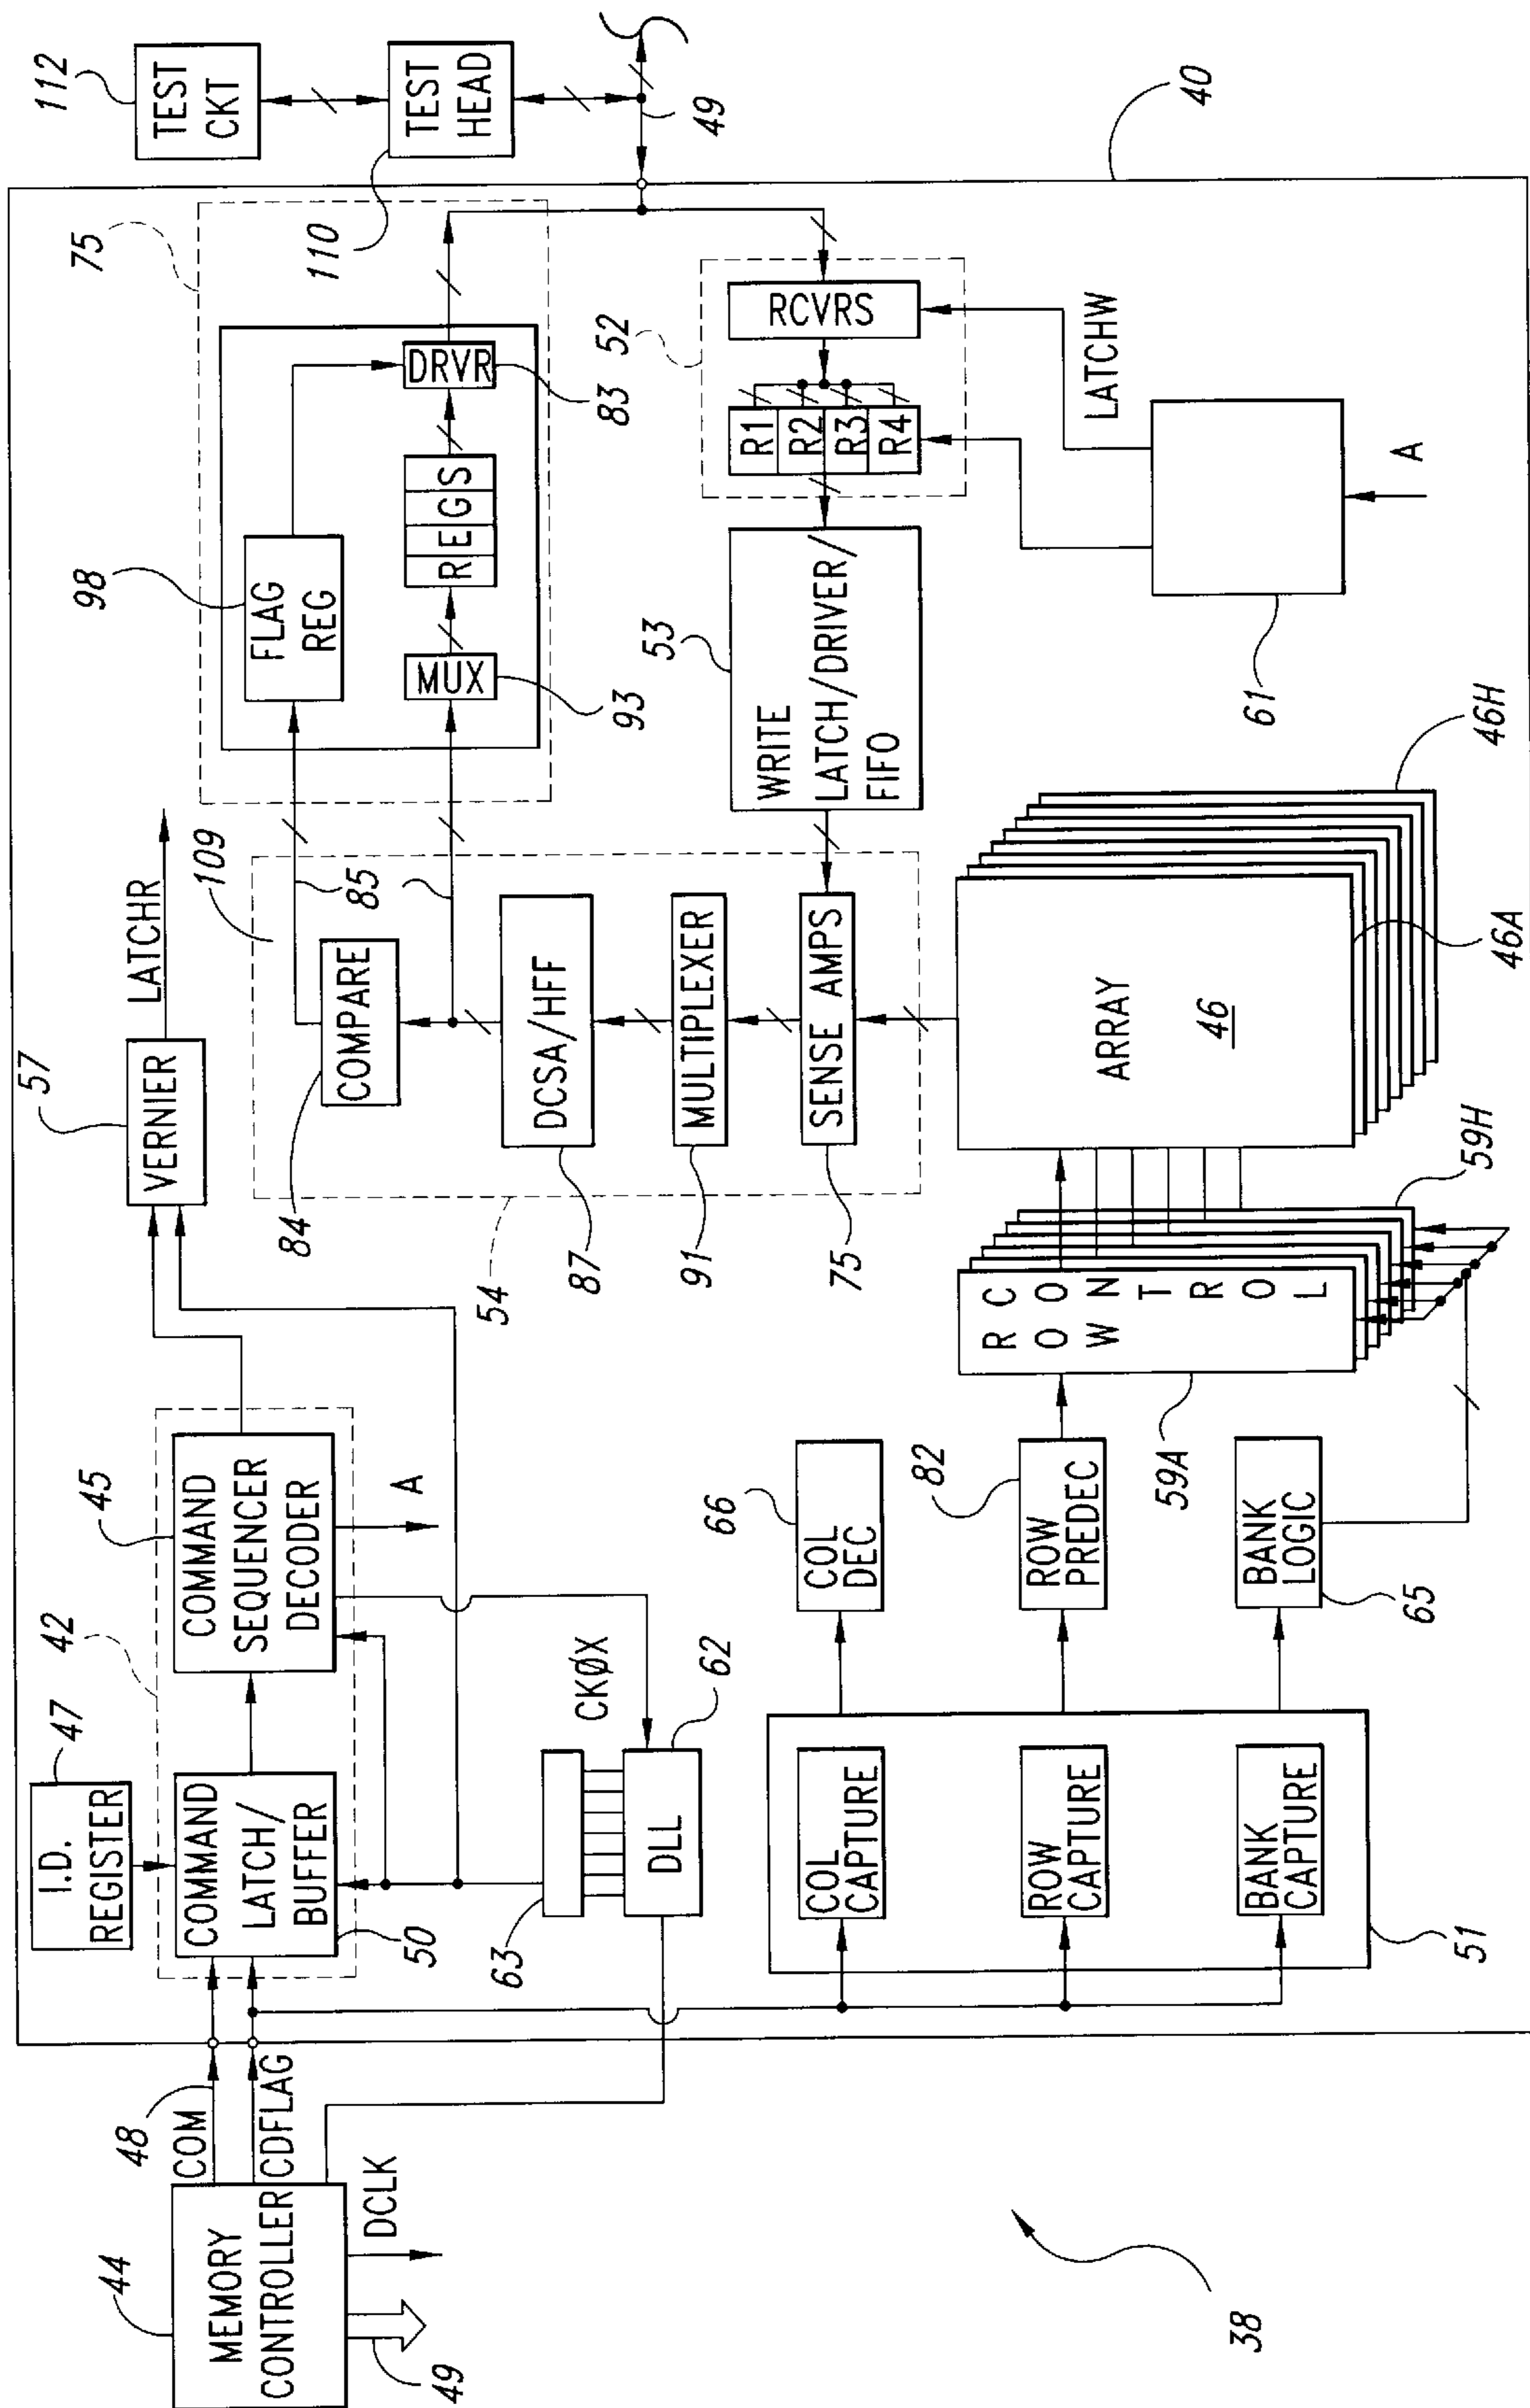 44
MEMORY
CONTROLLER
49
DCLK
COM
48
CDFLAG
I.D.
REGISTER
47
42
COMMAND
LATCH/
BUFFER
50
COMMAND
SEQUENCER
DECODER
45
A
VERNIER
57
LATCHR
63
CKØX
DLL
62
COL
CAPTURE
ROW
CAPTURE
BANK
CAPTURE
51
COL
DEC
66
ROW
PREDEC
82
BANK
LOGIC
65
ROW
CONTROL
59A
59H
ARRAY
46
46A
46H
109
COMPARE
84
85
DCSA/HFF
87
MULTIPLEXER
91
SENSE AMPS
75
54
75
98
FLAG
REG
MUX
93
R E G S
DRVR
83
WRITE
LATCH/DRIVER/
FIFO
53
52
R1
R2
R3
R4
RCVRS
LATCHW
61
A
TEST
CKT
112
TEST
HEAD
110
49
40
38